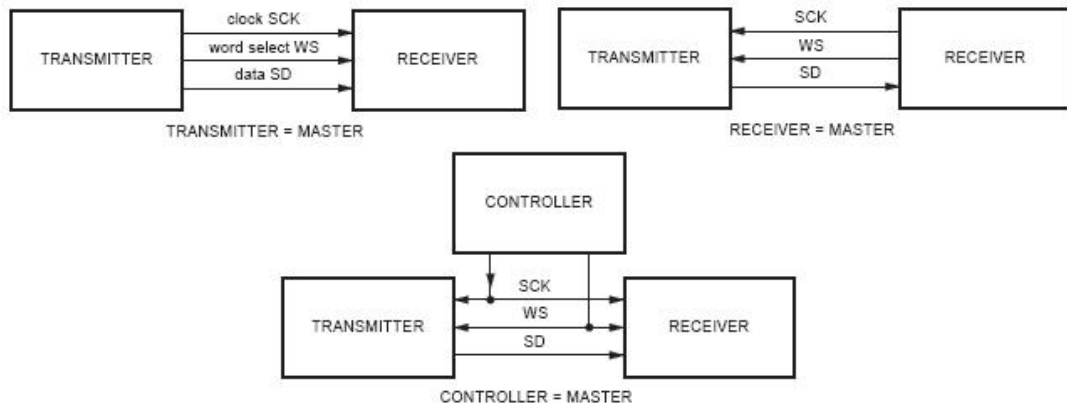 TRANSMITTER
clock SCK
word select WS
data SD
RECEIVER
TRANSMITTER = MASTER
TRANSMITTER
SCK
WS
SD
RECEIVER
RECEIVER = MASTER
CONTROLLER
TRANSMITTER
SCK
WS
SD
RECEIVER
CONTROLLER = MASTER